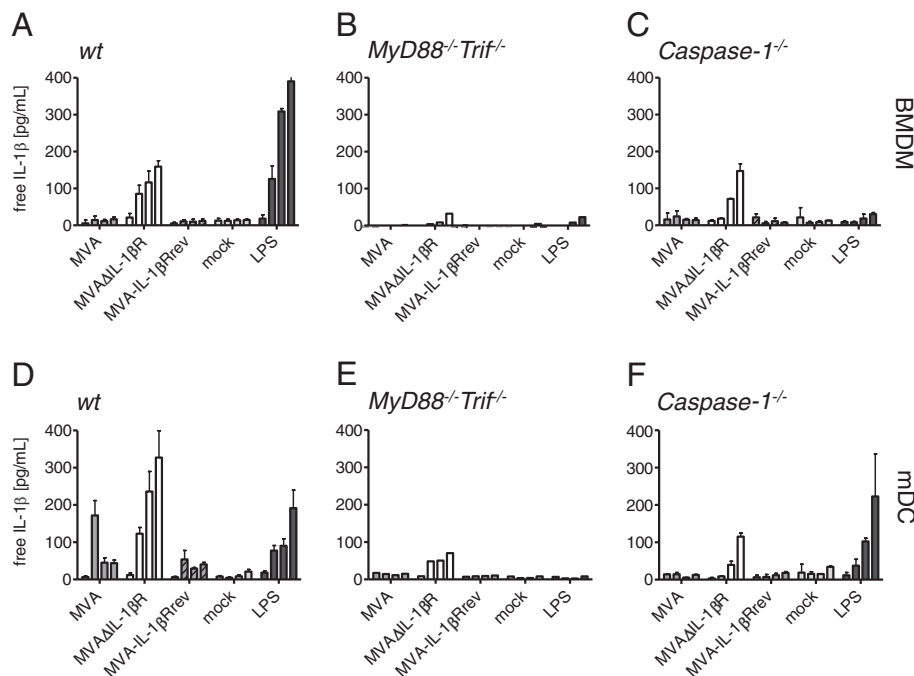 A
wt
B
MyD88-/-Trif-/-
C
Caspase-1-/-
free IL-1β [pg/mL]
400
300
200
100
0
MVA
MVAΔIL-1βR
MVA-IL-1βRrev
mock
LPS
400
300
200
100
0
MVA
MVAΔIL-1βR
MVA-IL-1βRrev
mock
LPS
400
300
200
100
0
MVA
MVAΔIL-1βR
MVA-IL-1βRrev
mock
LPS
BMDM
D
wt
E
MyD88-/-Trif-/-
F
Caspase-1-/-
free IL-1β [pg/mL]
400
300
200
100
0
MVA
MVAΔIL-1βR
MVA-IL-1βRrev
mock
LPS
400
300
200
100
0
MVA
MVAΔIL-1βR
MVA-IL-1βRrev
mock
LPS
400
300
200
100
0
MVA
MVAΔIL-1βR
MVA-IL-1βRrev
mock
LPS
mDC